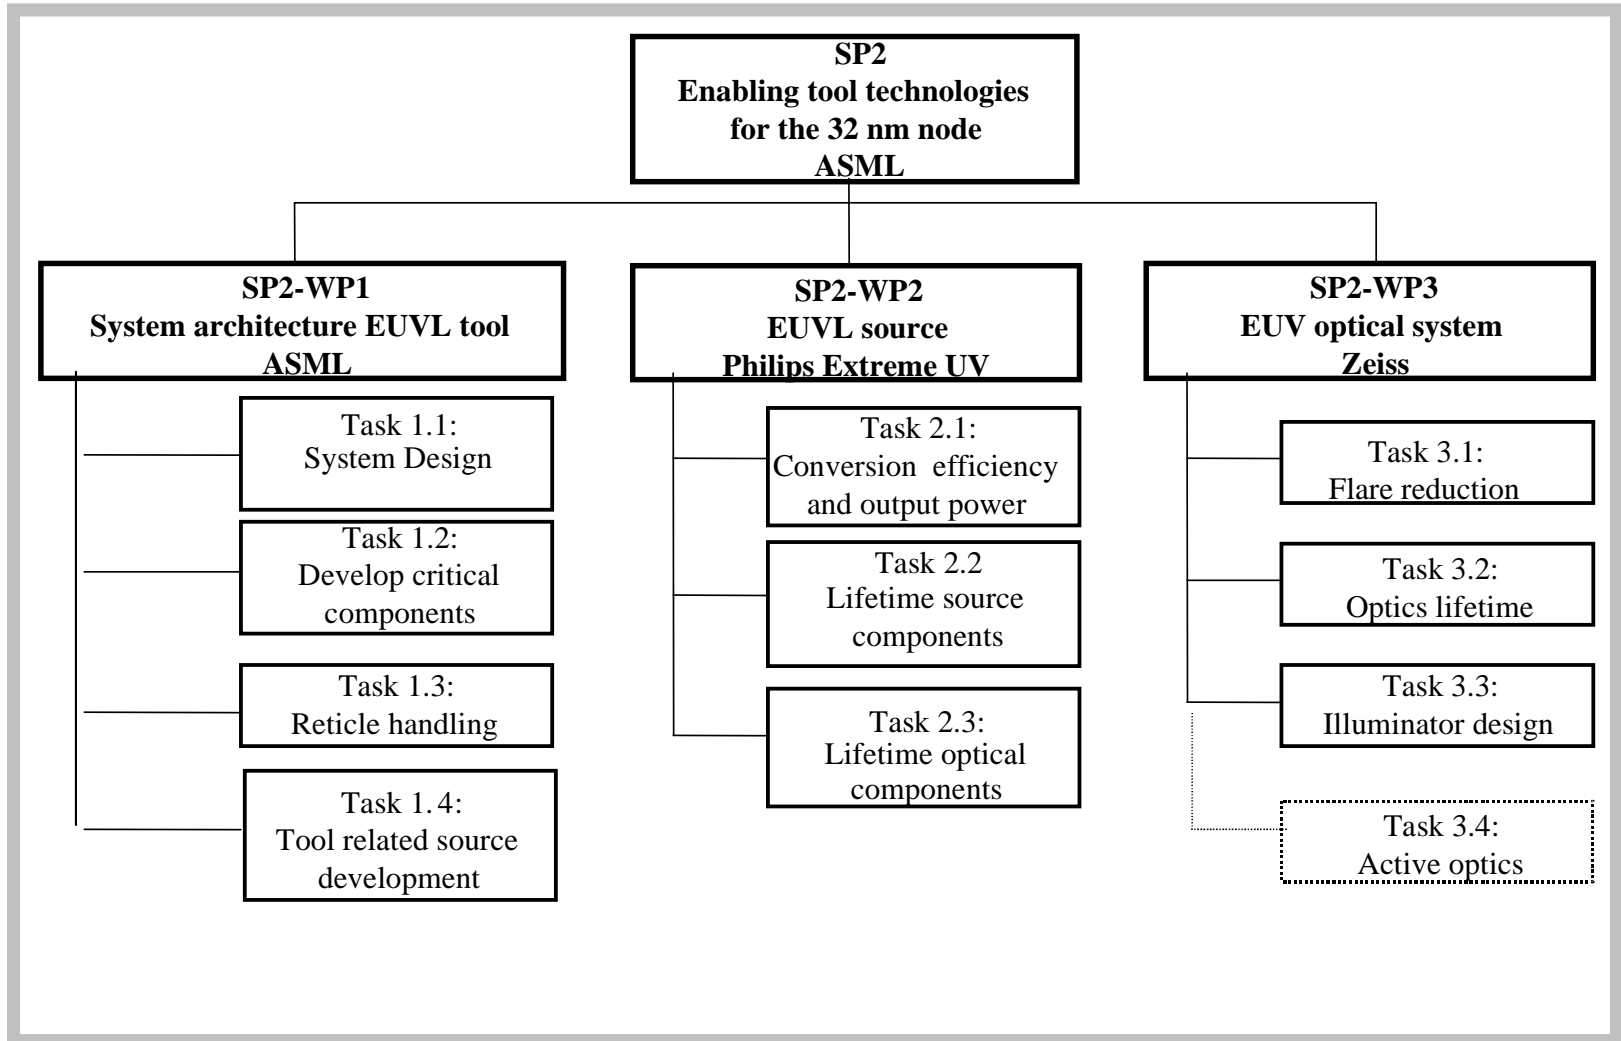 SP2
Enabling tool technologies
for the 32 nm node
ASML
SP2-WP1
System architecture EUVL tool
ASML
Task 1.1:
System Design
Task 1.2:
Develop critical
components
Task 1.3:
Reticle handling
Task 1.4:
Tool related source
development
SP2-WP2
EUVL source
Philips Extreme UV
Task 2.1:
Conversion efficiency
and output power
Task 2.2
Lifetime source
components
Task 2.3:
Lifetime optical
components
SP2-WP3
EUV optical system
Zeiss
Task 3.1:
Flare reduction
Task 3.2:
Optics lifetime
Task 3.3:
Illuminator design
Task 3.4:
Active optics